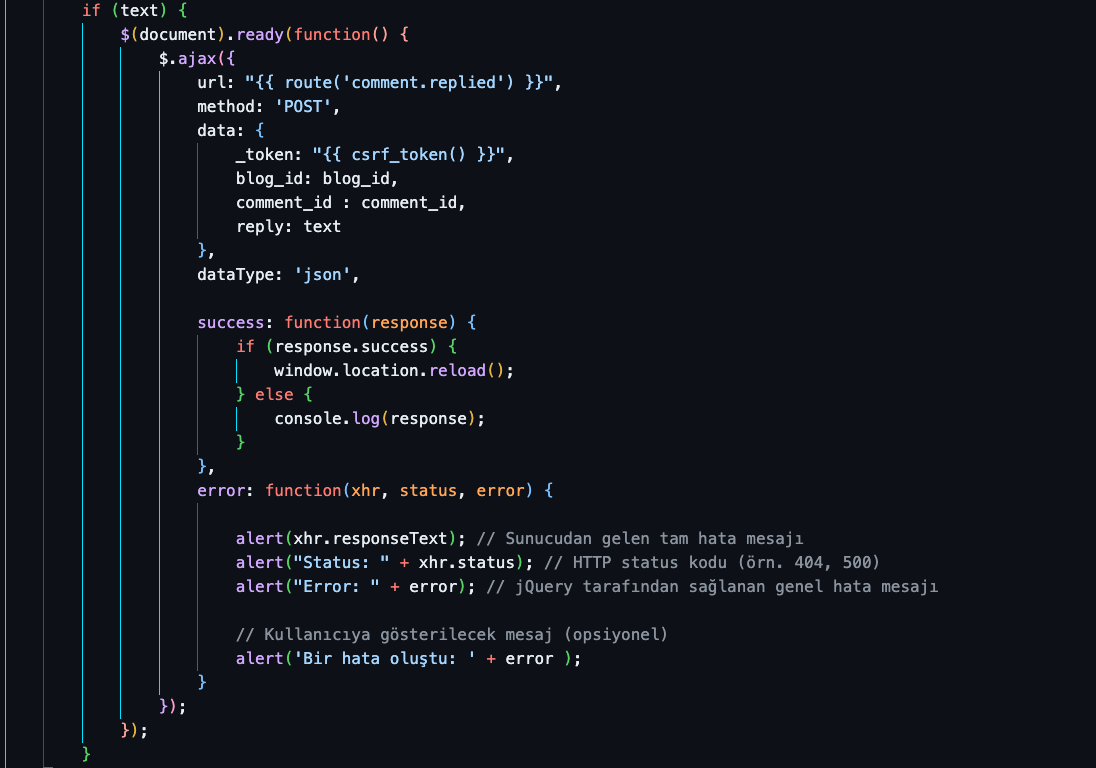 if (text) {
$(document).ready(function() {
$.ajax({
url: "{{ route('comment.replied') }}",
method: 'POST',
data: {
_token: "{{ csrf_token() }}",
blog_id: blog_id,
comment_id : comment_id,
reply: text
},
dataType: 'json',
success: function(response) {
if (response.success) {
window.location.reload();
} else {
console.log(response);
}
},
error: function(xhr, status, error) {
alert(xhr.responseText); // Sunucudan gelen tam hata mesajı
alert("Status: " + xhr.status); // HTTP status kodu (örn. 404, 500)
alert("Error: " + error); // jQuery tarafından sağlanan genel hata mesajı
// Kullanıcıya gösterilecek mesaj (opsiyonel)
alert('Bir hata oluştu: ' + error );
}
});
});
}